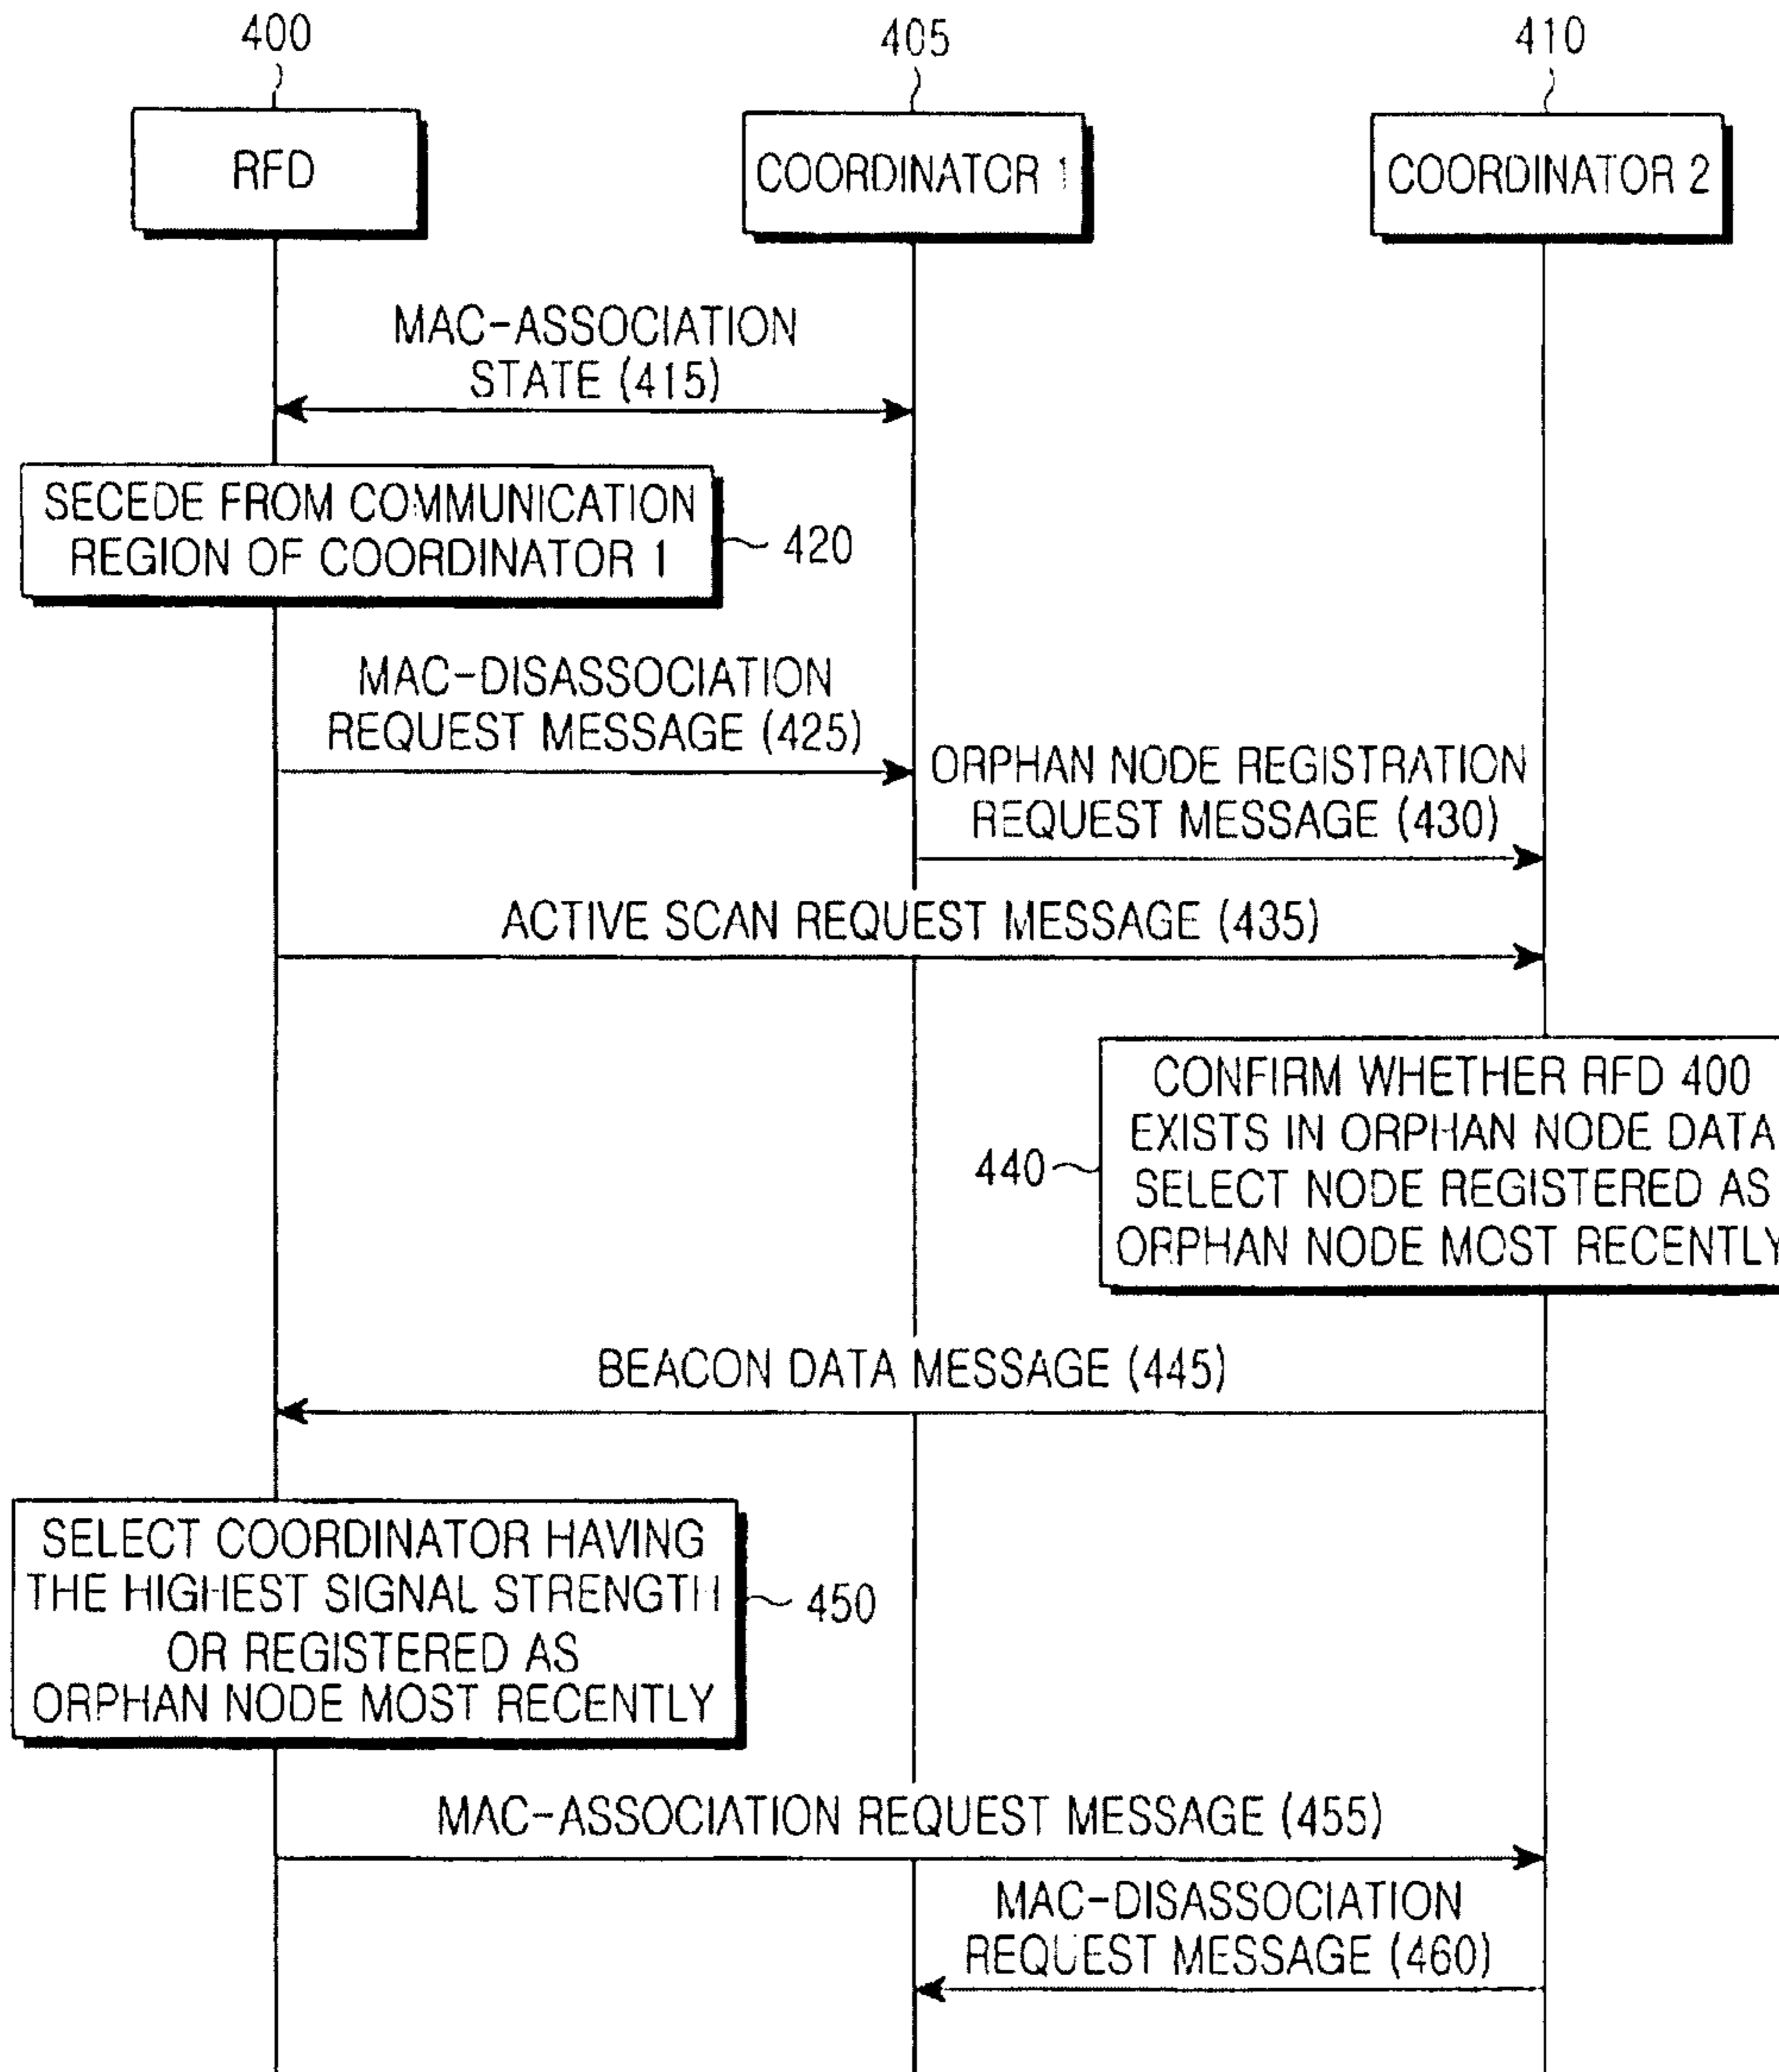 400
405
410
RFD
COORDINATOR 1
COORDINATOR 2
MAC-ASSOCIATION
STATE (415)
SECEDE FROM COMMUNICATION
REGION OF COORDINATOR 1
420
MAC-DISASSOCIATION
REQUEST MESSAGE (425)
ORPHAN NODE REGISTRATION
REQUEST MESSAGE (430)
ACTIVE SCAN REQUEST MESSAGE (435)
CONFIRM WHETHER RFD 400
EXISTS IN ORPHAN NODE DATA
SELECT NODE REGISTERED AS
ORPHAN NODE MOST RECENTLY
440
BEACON DATA MESSAGE (445)
SELECT COORDINATOR HAVING
THE HIGHEST SIGNAL STRENGTH
OR REGISTERED AS
ORPHAN NODE MOST RECENTLY
450
MAC-ASSOCIATION REQUEST MESSAGE (455)
MAC-DISASSOCIATION
REQUEST MESSAGE (460)